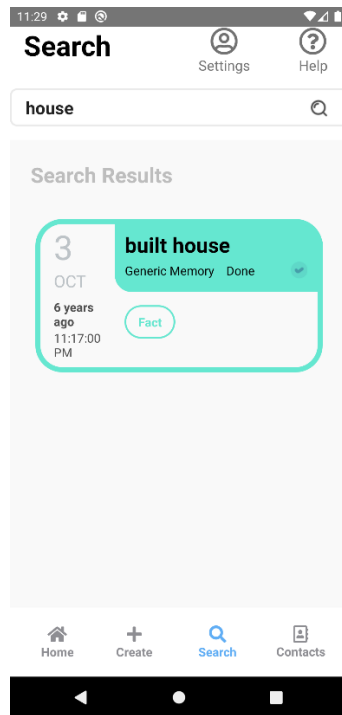 11:29
Search
Settings
Help
house
Search Results
3
OCT
6 years
ago
11:17:00
PM
built house
Generic Memory Done
Fact
Home
Create
Search
Contacts